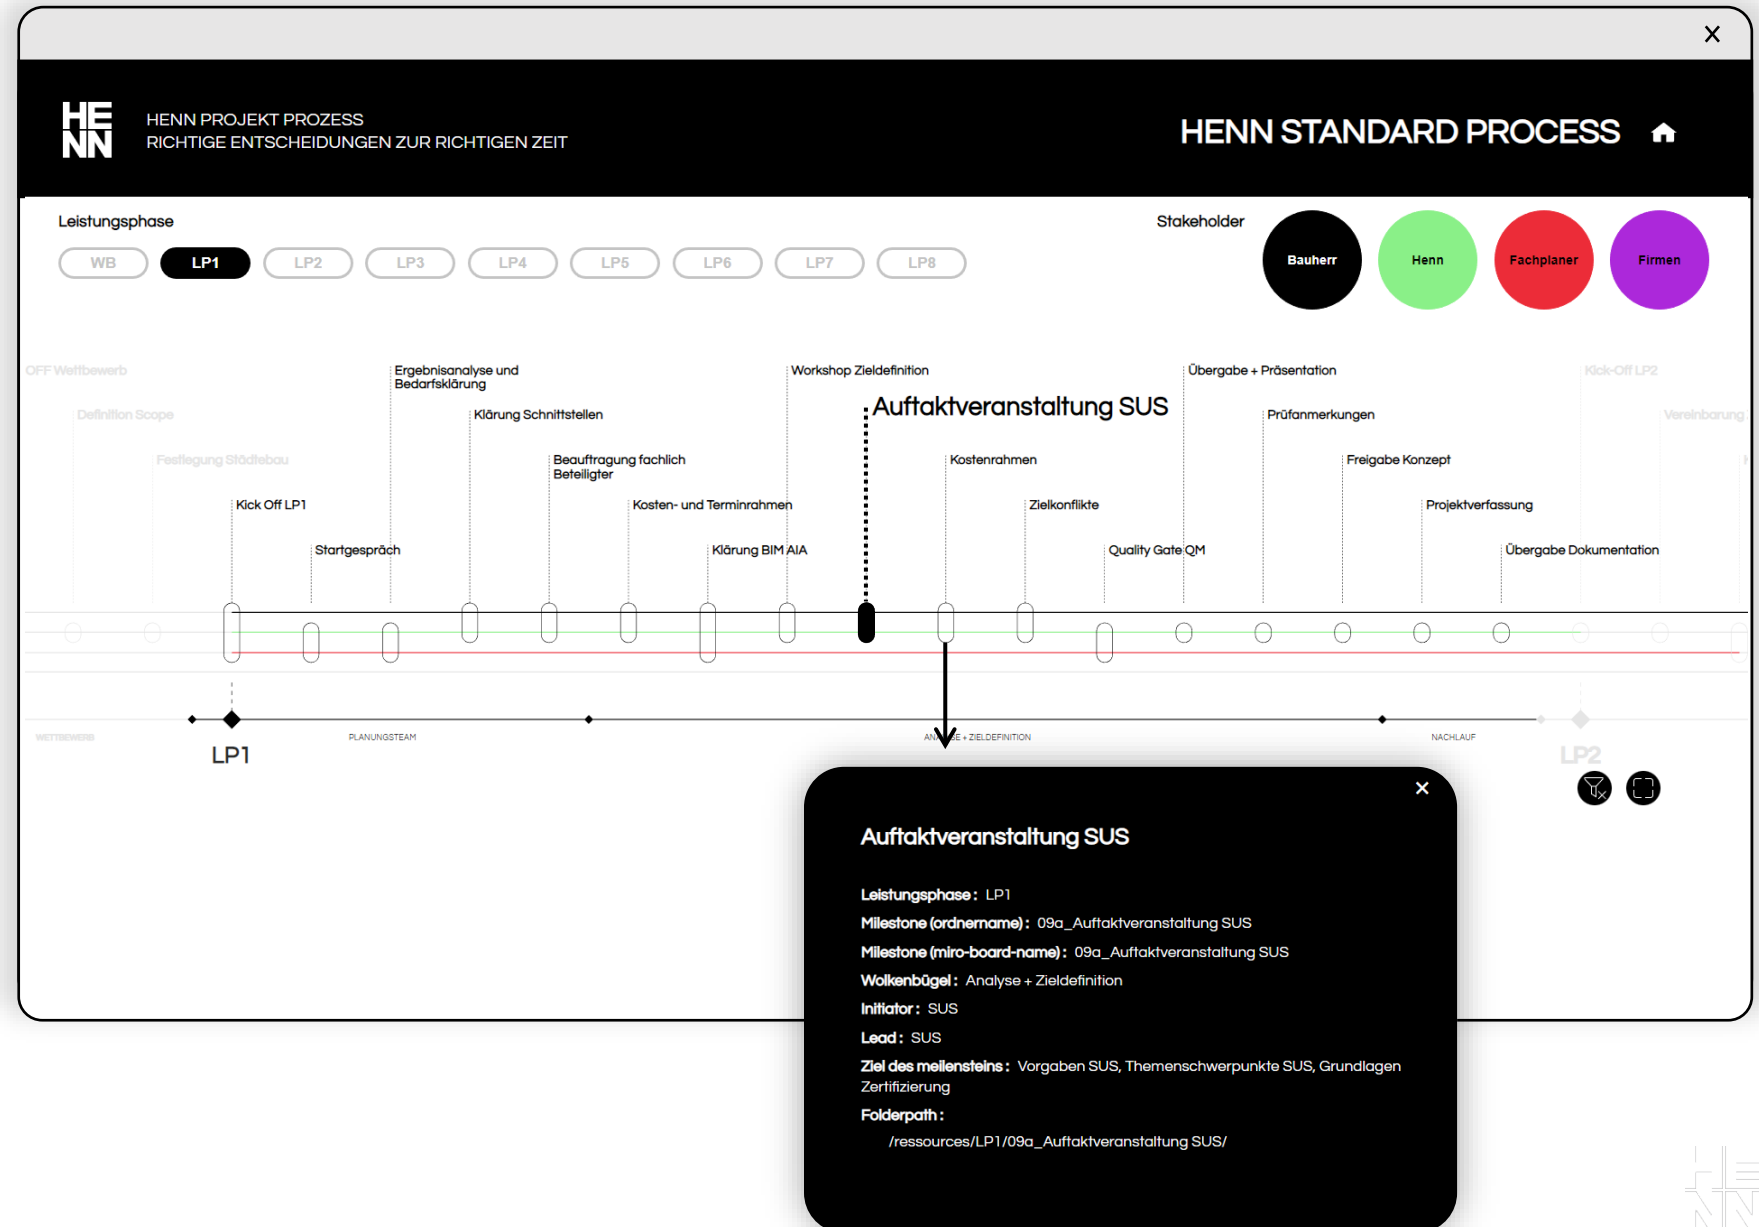 X
HE
NN
HENN PROJEKT PROZESS
RICHTIGE ENTSCHEIDUNGEN ZUR RICHTIGEN ZEIT
HENN STANDARD PROCESS
Leistungsphase
WB
LP1
LP2
LP3
LP4
LP5
LP6
LP7
LP8
Stakeholder
Bauherr
Henn
Fachplaner
Firmen
OFF Wettbewerb
Ergebnisanalyse und
Bedarfsklärung
Workshop Zieldefinition
Übergabe + Präsentation
Kick-Off LP2
Definition Scope
Klärung Schnittstellen
Auftaktveranstaltung SUS
Prüfanmerkungen
Vereinbarung
Festlegung Städtebau
Beauftragung fachlich
Beteiligter
Kostenrahmen
Freigabe Konzept
Kick Off LP1
Kosten- und Terminrahmen
Zielkonflikte
Projektverfassung
Startgespräch
Klärung BIM AIA
Quality Gate QM
Übergabe Dokumentation
WETTBEWERB
PLANUNGSTEAM
ANALYSE + ZIELDEFINITION
NACHLAUF
LP1
LP2
×
Auftaktveranstaltung SUS
Leistungsphase : LP1
Milestone (ordnername) : 09a_Auftaktveranstaltung SUS
Milestone (miro-board-name) : 09a_Auftaktveranstaltung SUS
Wolkenbügel : Analyse + Zieldefinition
Initiator : SUS
Lead : SUS
Ziel des meilensteins : Vorgaben SUS, Themenschwerpunkte SUS, Grundlagen
Zertifizierung
Folderpath :
/ressources/LP1/09a_Auftaktveranstaltung SUS/
HE
NN